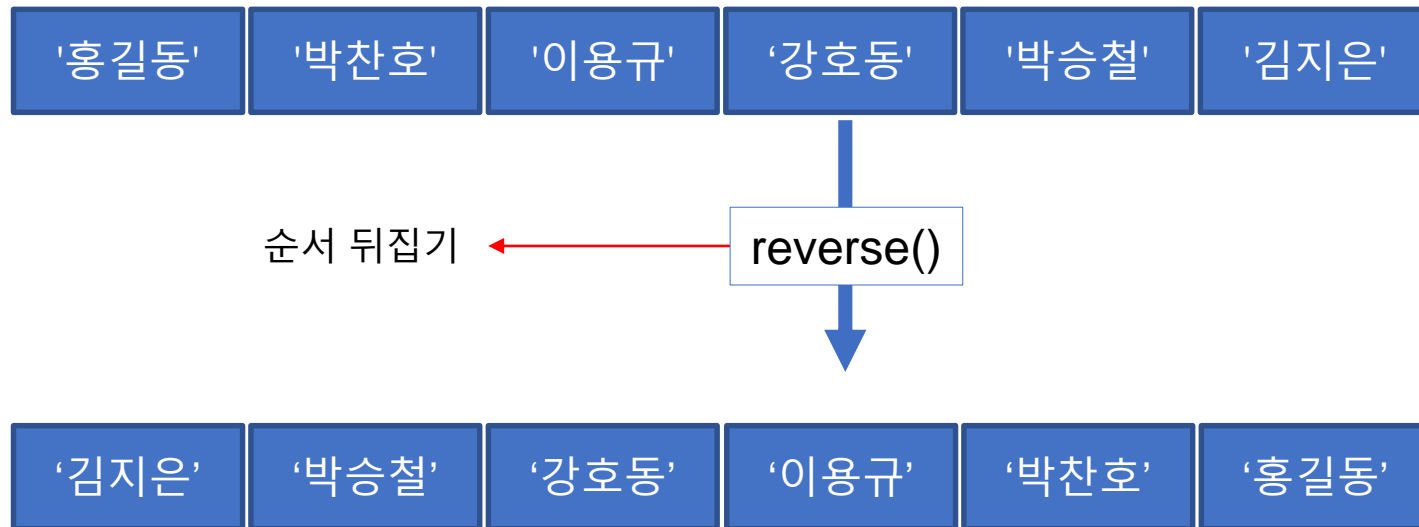 '홍길동' '박찬호' '이용규' ‘강호동’ '박승철’ '김지은'
순서 뒤집기 reverse()
‘김지은’ ‘박승철’ ‘강호동’ ‘이용규’ ‘박찬호’ ‘홍길동’